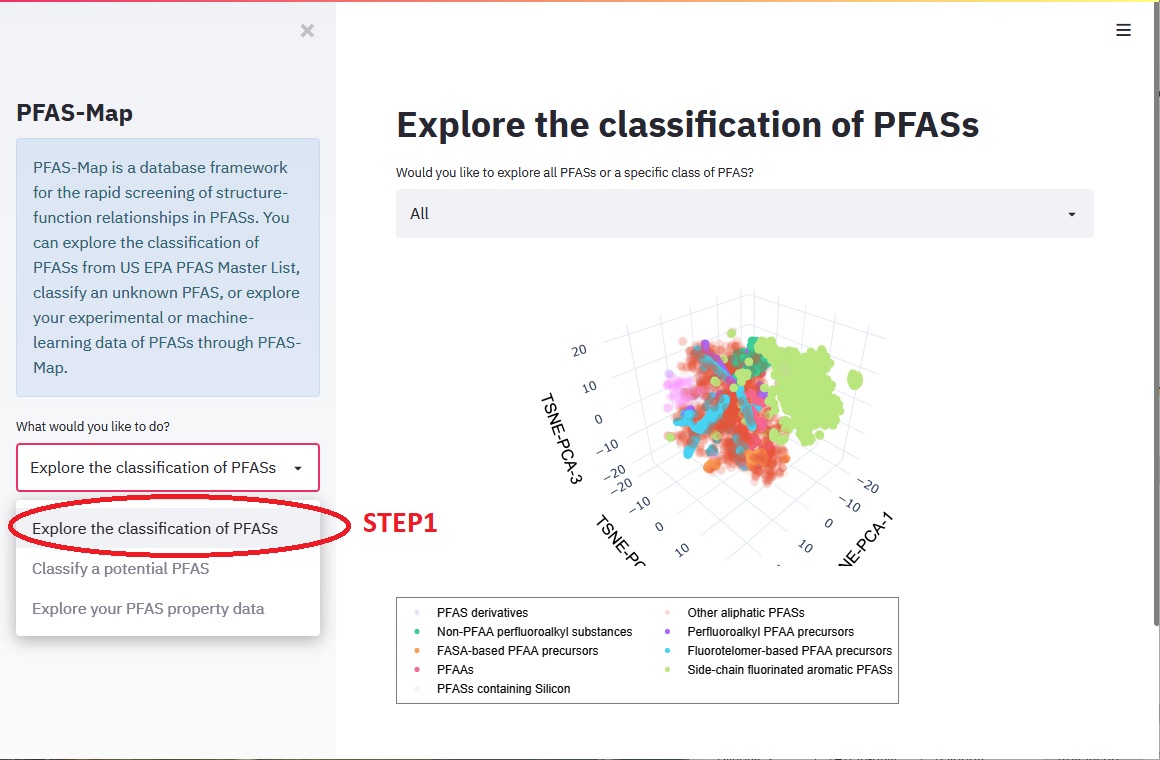 ×
PFAS-Map
PFAS-Map is a database framework
for the rapid screening of structure-
function relationships in PFASs. You
can explore the classification of
PFASs from US EPA PFAS Master List,
classify an unknown PFAS, or explore
your experimental or machine-
learning data of PFASs through PFAS-
Map.
What would you like to do?
Explore the classification of PFASs
Explore the classification of PFASs
STEP1
Classify a potential PFAS
Explore your PFAS property data
Explore the classification of PFASs
Would you like to explore all PFASs or a specific class of PFAS?
All
20
10
0
−10
−20
TSNE-PCA-3
−20
−10
0
10
TSNE-PC
−20
−10
0
10
NE-PCA-1
PFAS derivatives
Non-PFAA perfluoroalkyl substances
FASA-based PFAA precursors
PFAAs
PFASs containing Silicon
Other aliphatic PFASs
Perfluoroalkyl PFAA precursors
Fluorotelomer-based PFAA precursors
Side-chain fluorinated aromatic PFASs